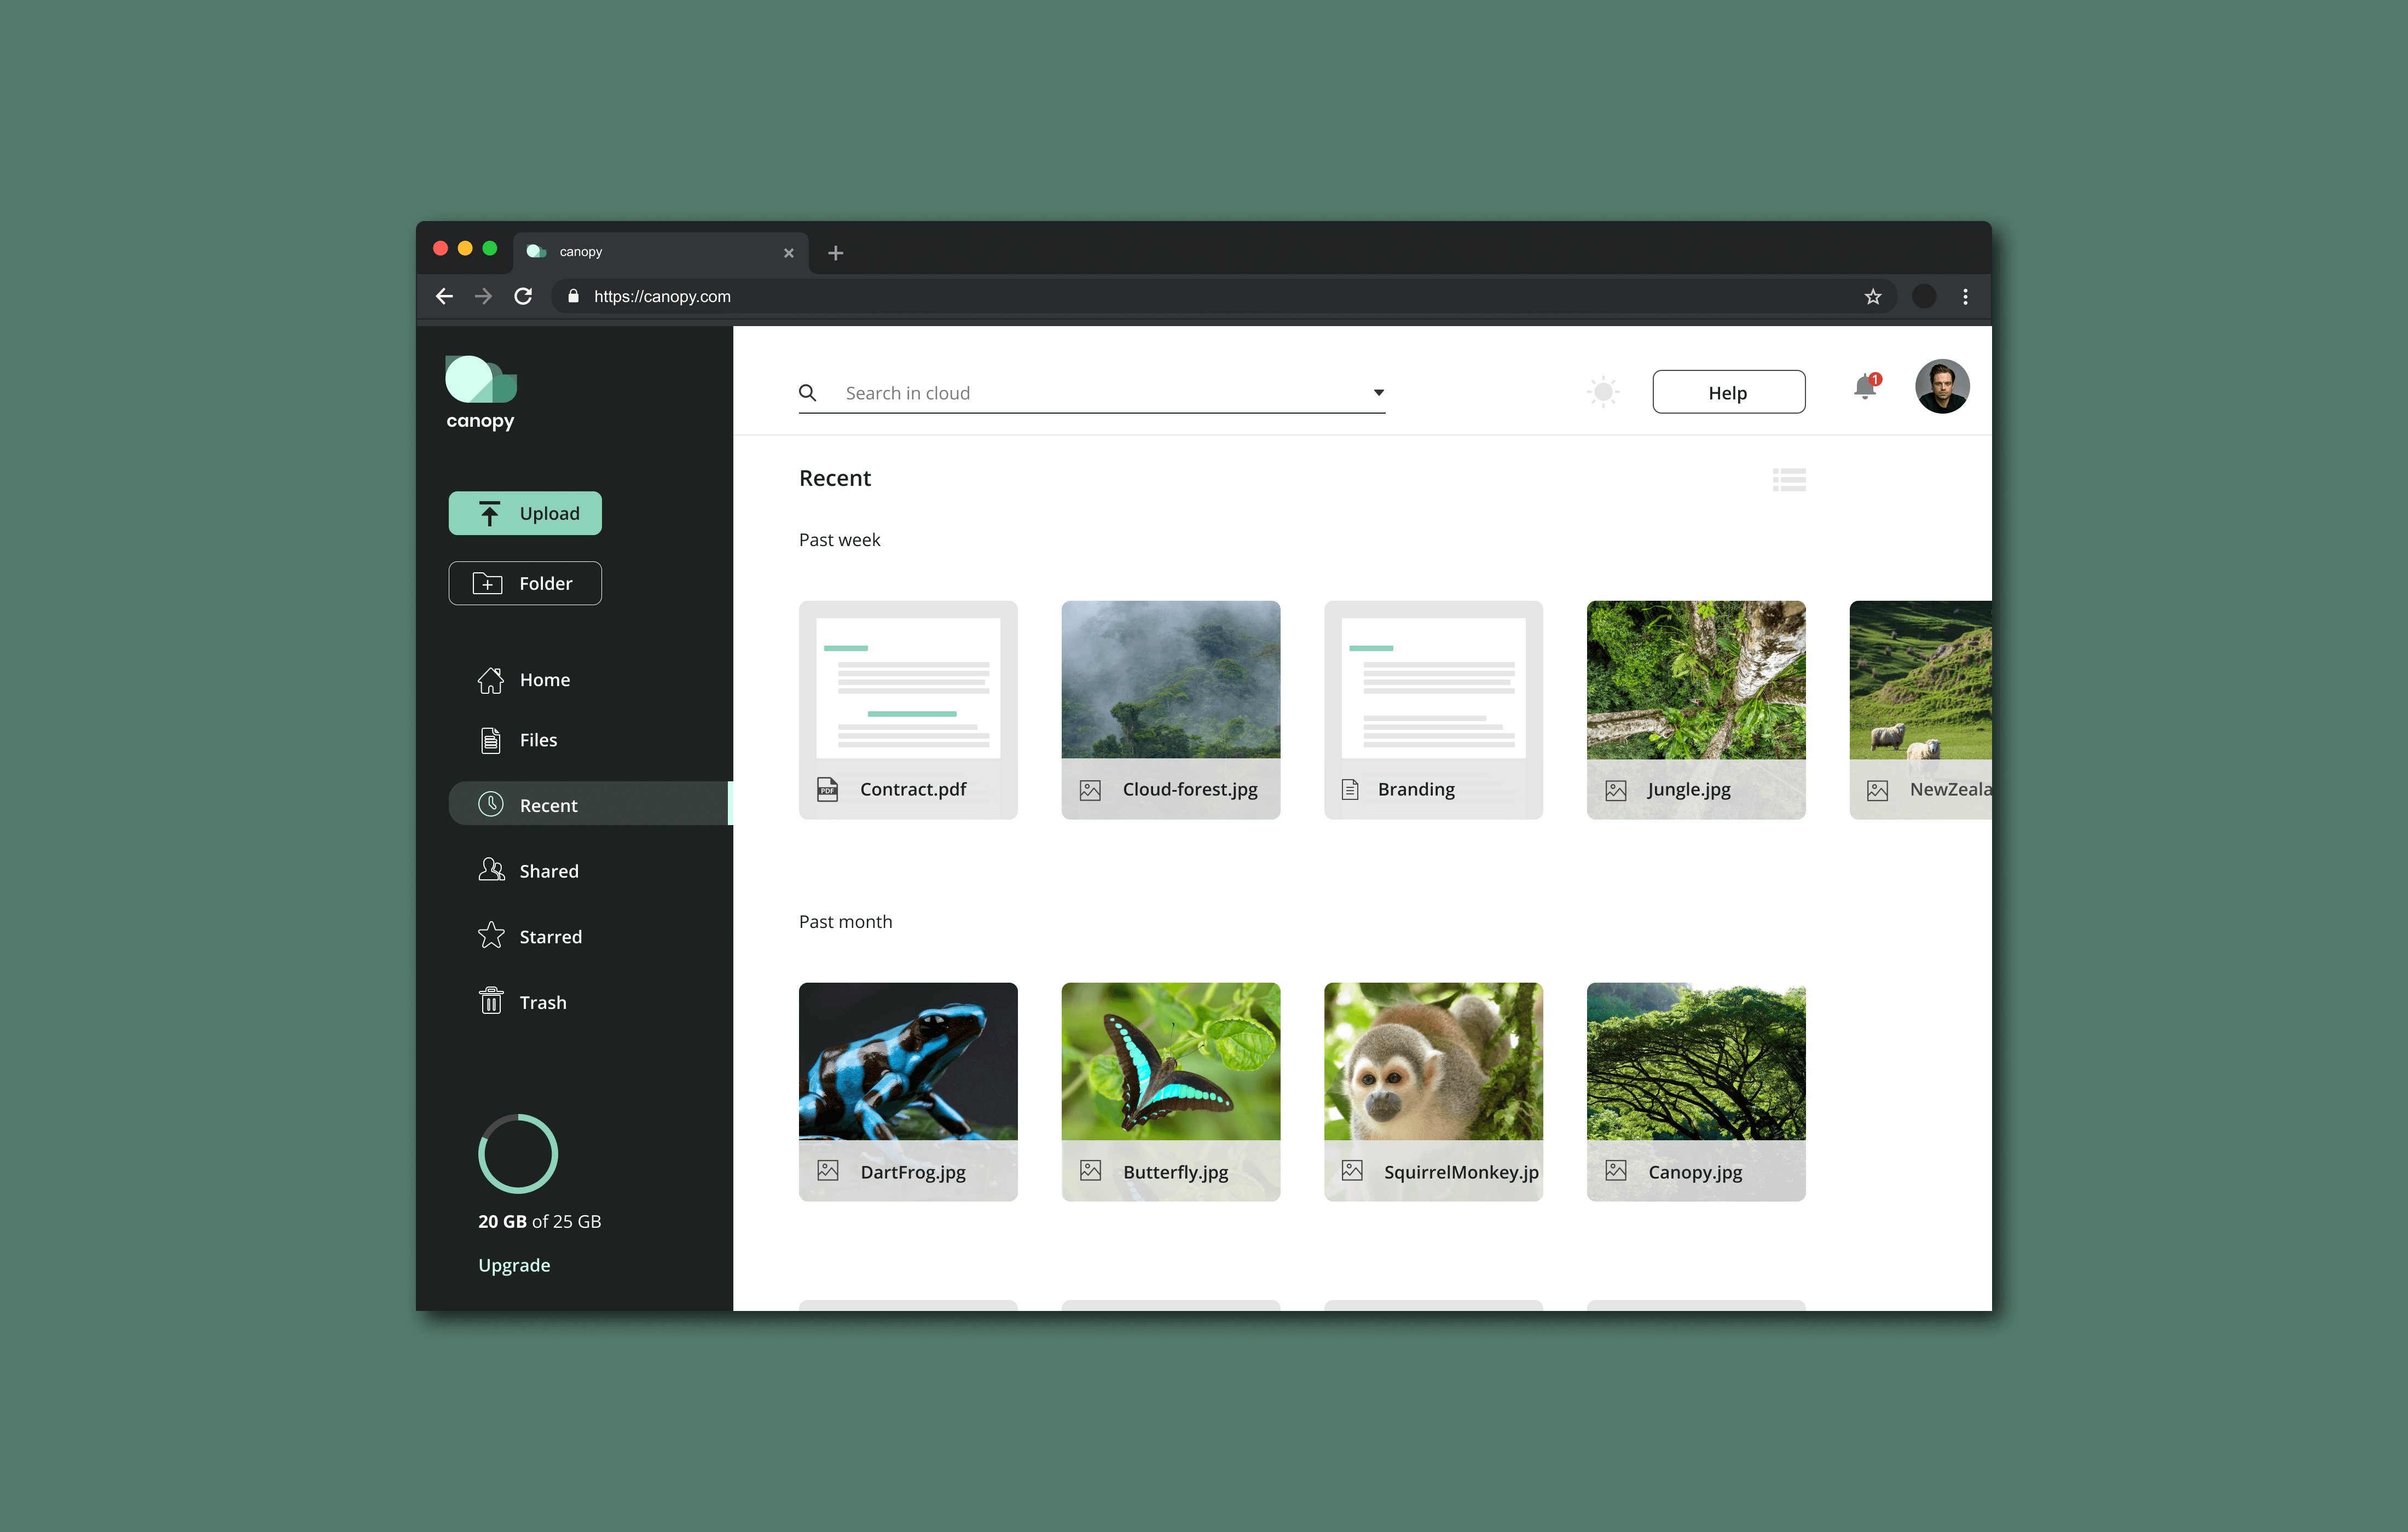 canopy
https://canopy.com
canopy
Search in cloud
Help
1
Upload
Folder
Home
Files
Recent
Shared
Starred
Trash
20 GB of 25 GB
Upgrade
Recent
Past week
PDF
Contract.pdf
Cloud-forest.jpg
Branding
Jungle.jpg
NewZeala
Past month
DartFrog.jpg
Butterfly.jpg
SquirrelMonkey.jp
Canopy.jpg